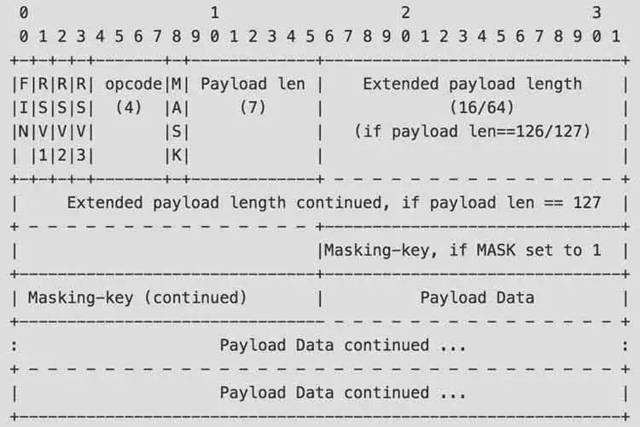 0                   1                   2                   3
 0 1 2 3 4 5 6 7 8 9 0 1 2 3 4 5 6 7 8 9 0 1 2 3 4 5 6 7 8 9 0 1
+-+-+-+-+-------+-+-------------+-------------------------------+
|F|R|R|R| opcode|M| Payload len |    Extended payload length    |
|I|S|S|S|  (4)  |A|     (7)     |             (16/64)           |
|N|V|V|V|       |S|             |   (if payload len==126/127)   |
| |1|2|3|       |K|             |                               |
+-+-+-+-+-------+-+-------------+ - - - - - - - - - - - - - - - +
|     Extended payload length continued, if payload len == 127  |
+ - - - - - - - - - - - - - - - +-------------------------------+
|                               |Masking-key, if MASK set to 1  |
+-------------------------------+-------------------------------+
| Masking-key (continued)       |          Payload Data         |
+-------------------------------- - - - - - - - - - - - - - - - +
:                     Payload Data continued ...                :
+ - - - - - - - - - - - - - - - - - - - - - - - - - - - - - - - +
|                     Payload Data continued ...                |
+---------------------------------------------------------------+